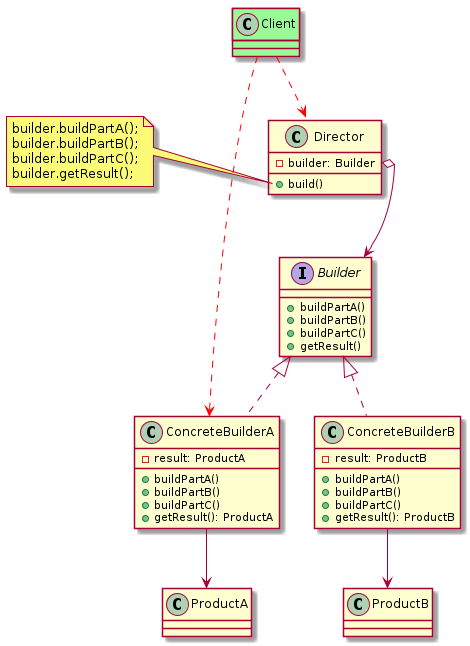 C Client
builder.buildPartA();
builder.buildPartB();
builder.buildPartC();
builder.getResult();
C Director
builder: Builder
build()
I Builder
buildPartA()
buildPartB()
buildPartC()
getResult()
C ConcreteBuilderA
result: ProductA
buildPartA()
buildPartB()
buildPartC()
getResult(): ProductA
C ConcreteBuilderB
result: ProductB
buildPartA()
buildPartB()
buildPartC()
getResult(): ProductB
C ProductA
C ProductB